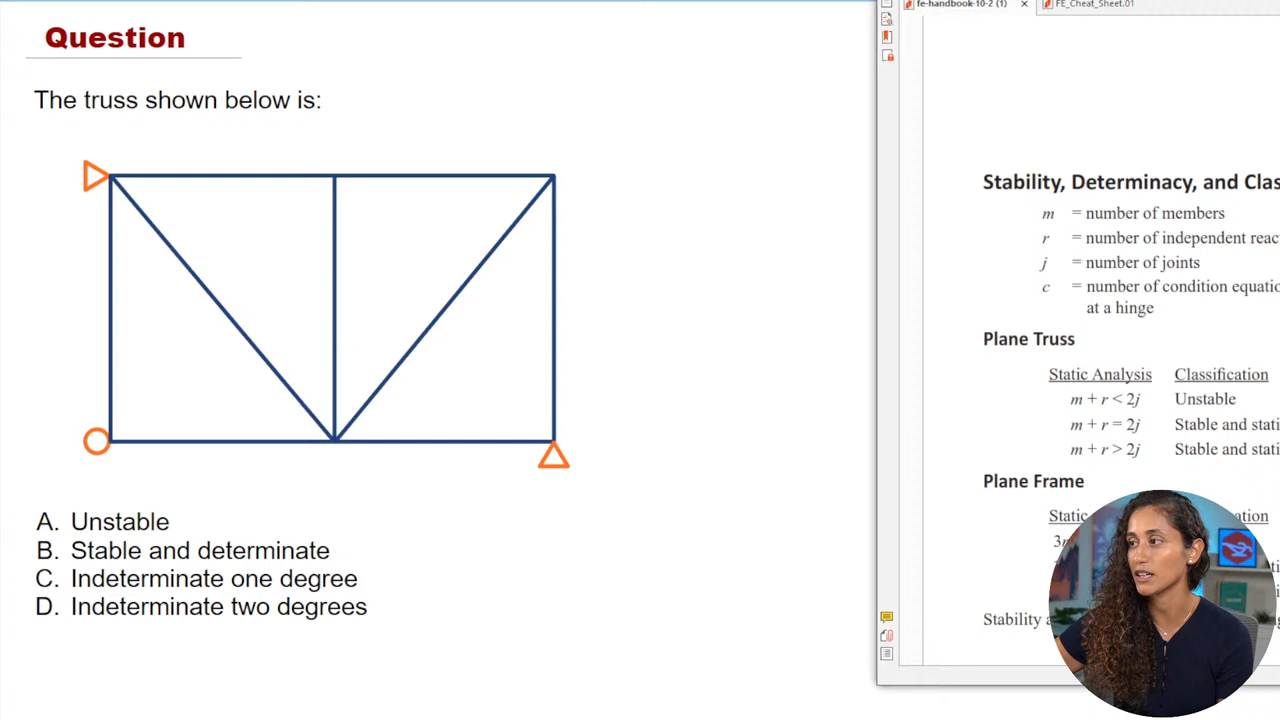 fe-handbook-10-2 (1)
FE_Cheat_Sheet.01
Question
The truss shown below is:
A. Unstable
B. Stable and determinate
C. Indeterminate one degree
D. Indeterminate two degrees
Stability, Determinacy, and Clas
m = number of members
r = number of independent reac
j = number of joints
c = number of condition equatio
at a hinge
Plane Truss
Static Analysis Classification
m + r < 2j Unstable
m + r = 2j Stable and stati
m + r > 2j Stable and stati
Plane Frame
Static ation
3m
Stability a